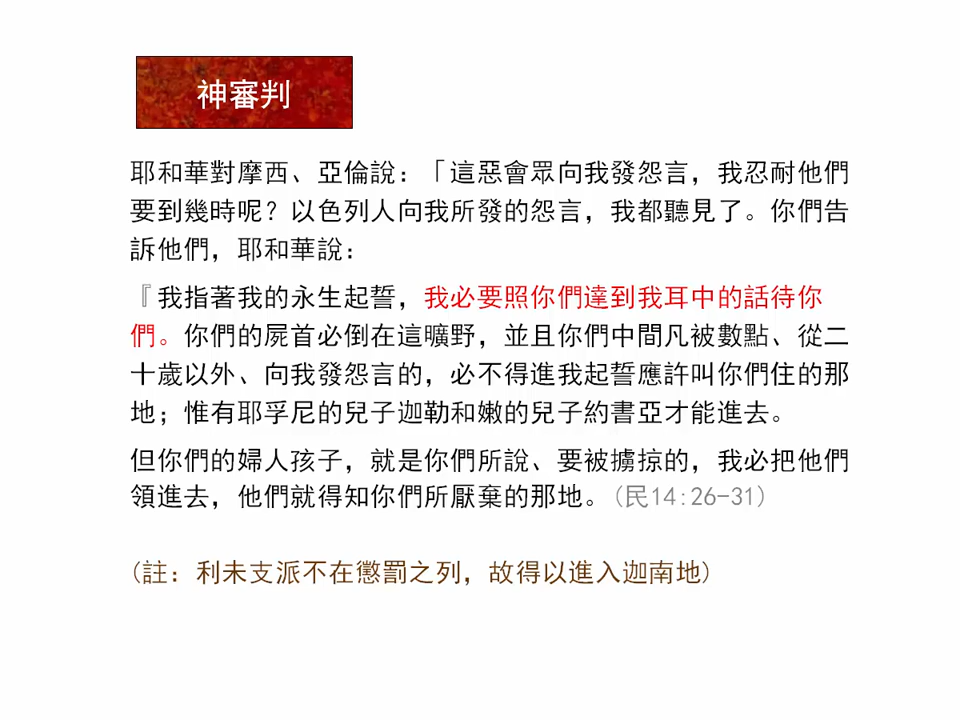 神審判
耶和華對摩西、亞倫說：「這惡會眾向我發怨言，我忍耐他們
要到幾時呢？以色列人向我所發的怨言，我都聽見了。你們告
訴他們，耶和華說：
『我指著我的永生起誓，我必要照你們達到我耳中的話待你
們。你們的屍首必倒在這曠野，並且你們中間凡被數點、從二
十歲以外、向我發怨言的，必不得進我起誓應許叫你們住的那
地；惟有耶孚尼的兒子迦勒和嫩的兒子約書亞才能進去。
但你們的婦人孩子，就是你們所說、要被擄掠的，我必把他們
領進去，他們就得知你們所厭棄的那地。(民14:26-31)
(註：利未支派不在懲罰之列，故得以進入迦南地)